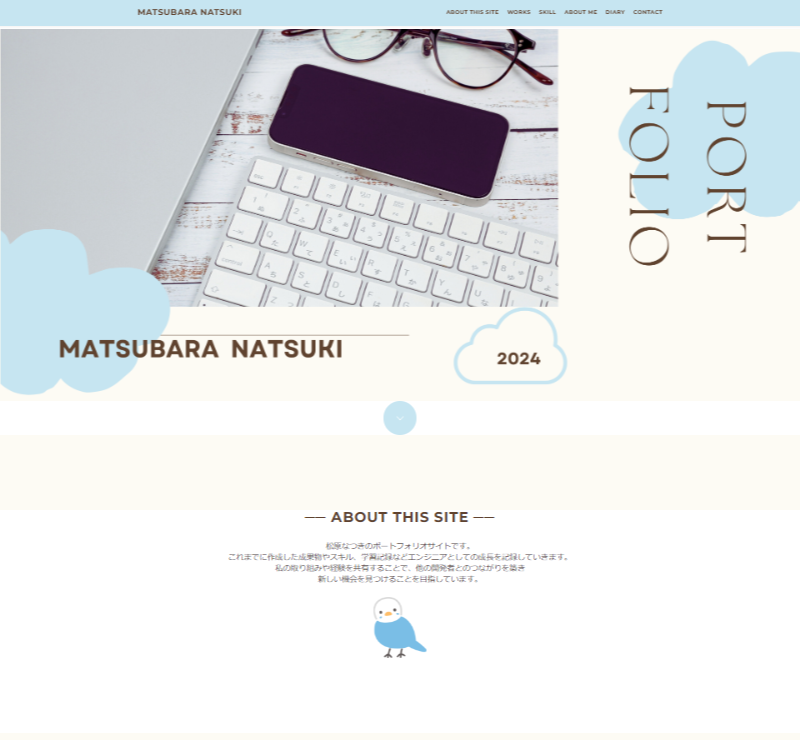 MATSUBARA NATSUKI
ABOUT THIS SITE WORKS SKILL ABOUT ME DIARY CONTACT
PORT
FOLIO
MATSUBARA NATSUKI
2024
ABOUT THIS SITE
松原なつきのポートフォリオサイトです。
これまでに作成した成果物やスキル、学習記録などエンジニアとしての成長を記録していきます。
私の取り組みや経験を共有することで、他の開発者とのつながりを築き
新しい機会を見つけることを目指しています。